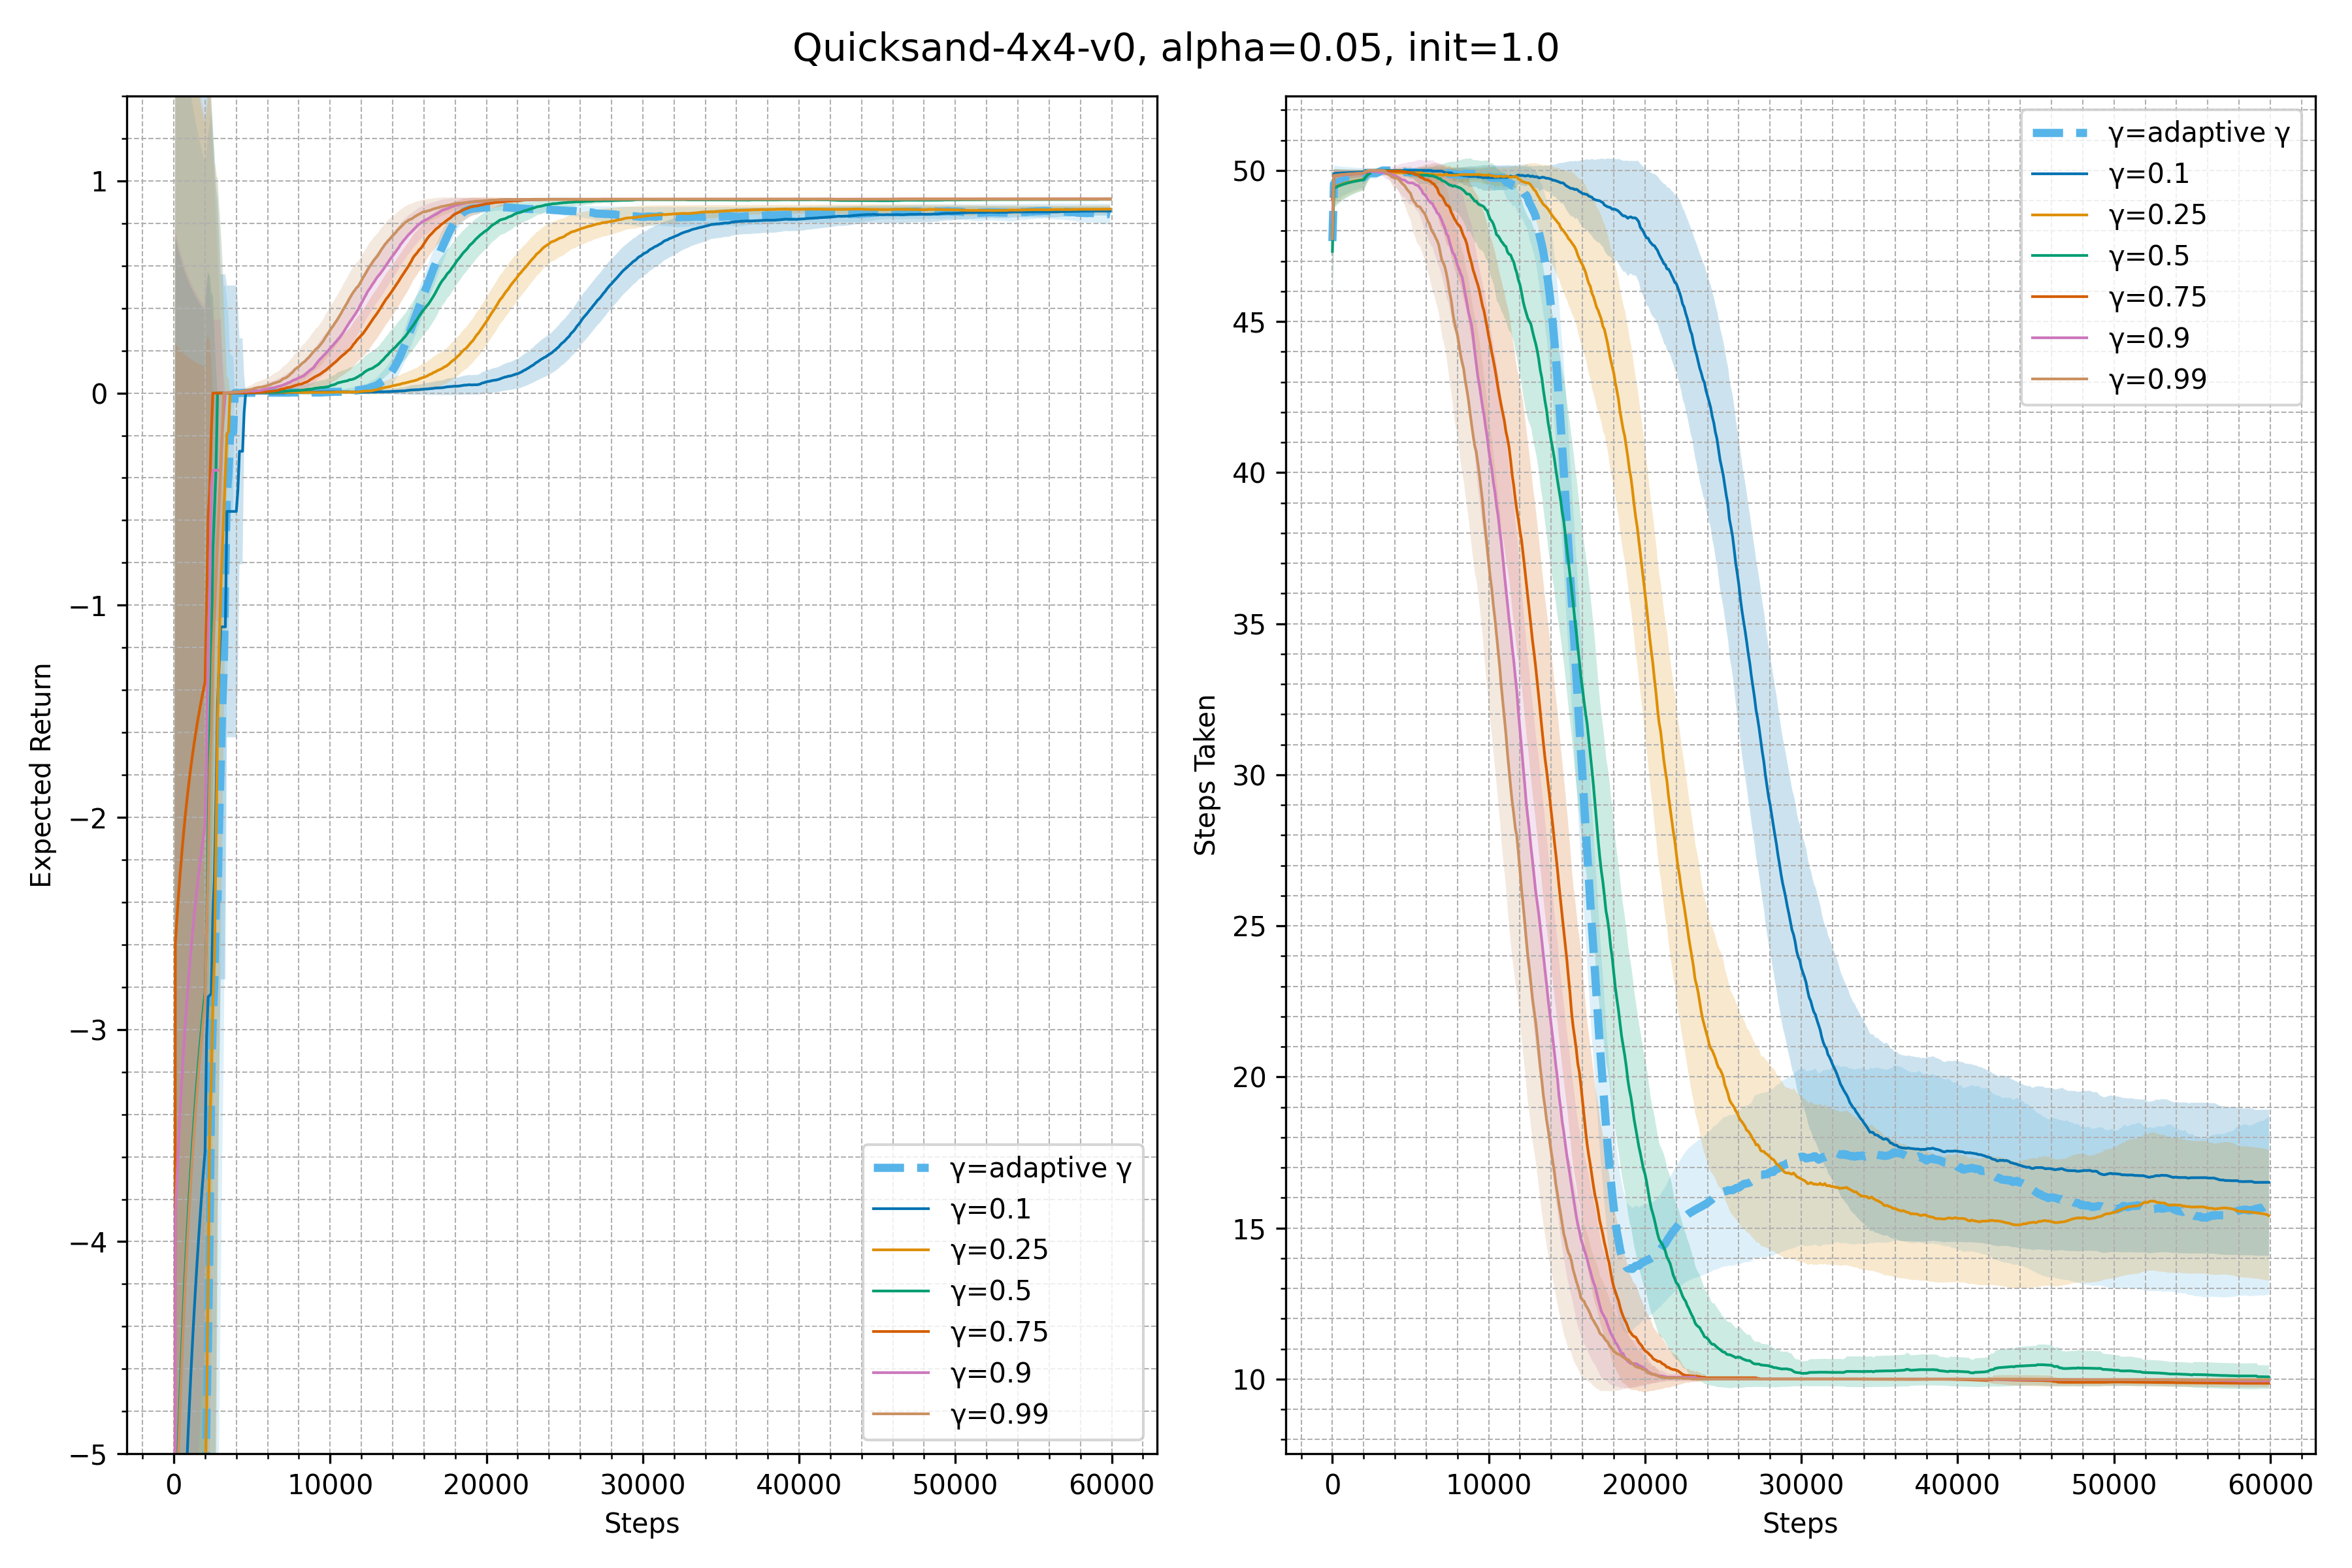 Quicksand-4x4-v0, alpha=0.05, init=1.0
Expected Return
1
0
−1
−2
−3
−4
−5
0 10000 20000 30000 40000 50000 60000
Steps
γ=adaptive γ
γ=0.1
γ=0.25
γ=0.5
γ=0.75
γ=0.9
γ=0.99
Steps Taken
50
45
40
35
30
25
20
15
10
0 10000 20000 30000 40000 50000 60000
Steps
γ=adaptive γ
γ=0.1
γ=0.25
γ=0.5
γ=0.75
γ=0.9
γ=0.99